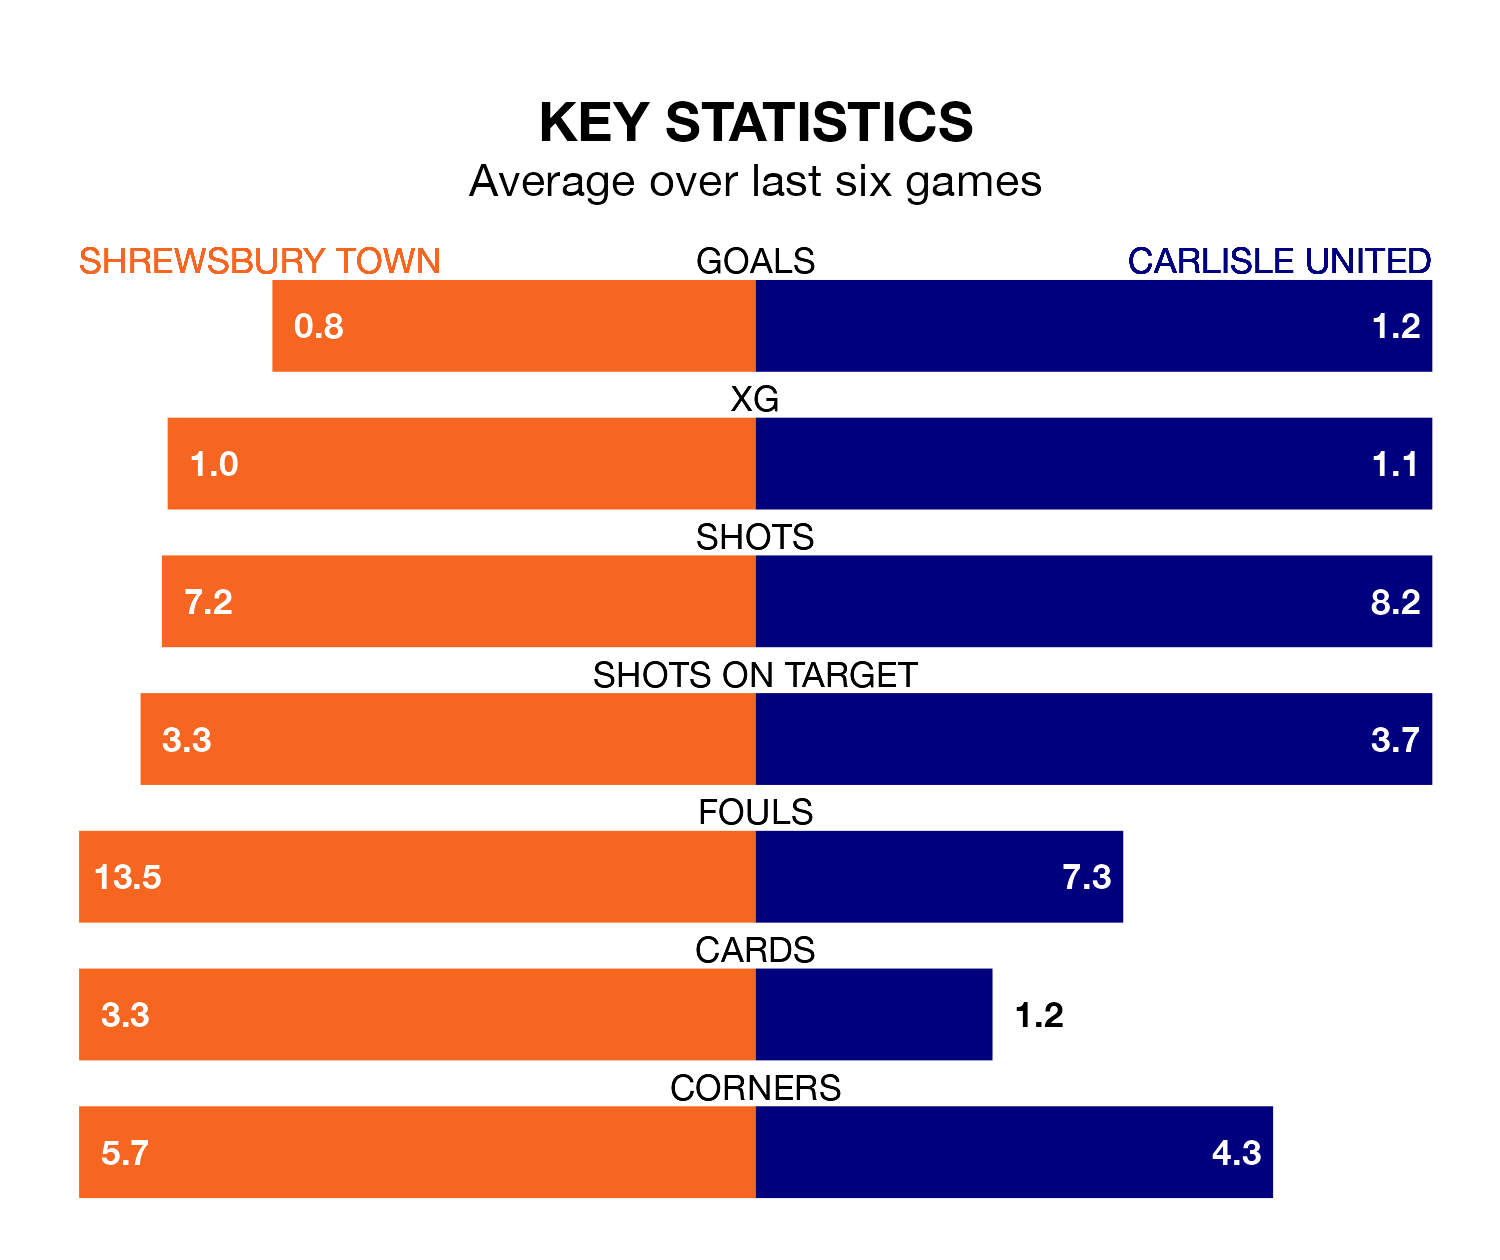 KEY STATISTICS
Average over last six games
SHREWSBURY TOWN GOALS CARLISLE UNITED
0.8 1.2
XG
1.0 1.1
SHOTS
7.2 8.2
SHOTS ON TARGET
3.3 3.7
FOULS
13.5 7.3
CARDS
3.3 1.2
CORNERS
5.7 4.3